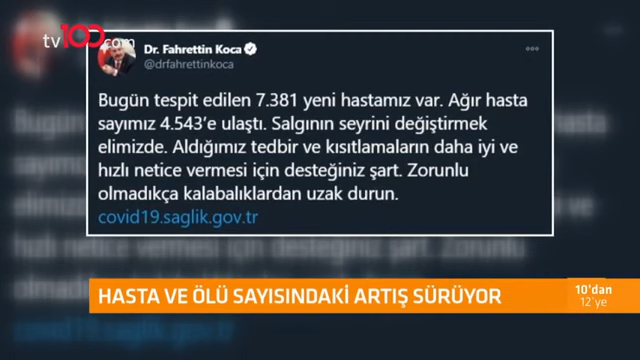 tv100.com
Dr. Fahrettin Koca
@drfahrettinkoca
Bugün tespit edilen 7.381 yeni hastamız var. Ağır hasta
sayımız 4.543'e ulaştı. Salgının seyrini değiştirmek
elimizde. Aldığımız tedbir ve kısıtlamaların daha iyi ve
hızlı netice vermesi için desteğiniz şart. Zorunlu
olmadıkça kalabalıklardan uzak durun.
covid19.saglik.gov.tr
HASTA VE ÖLÜ SAYISINDAKİ ARTIŞ SÜRÜYOR
10'dan
12'ye